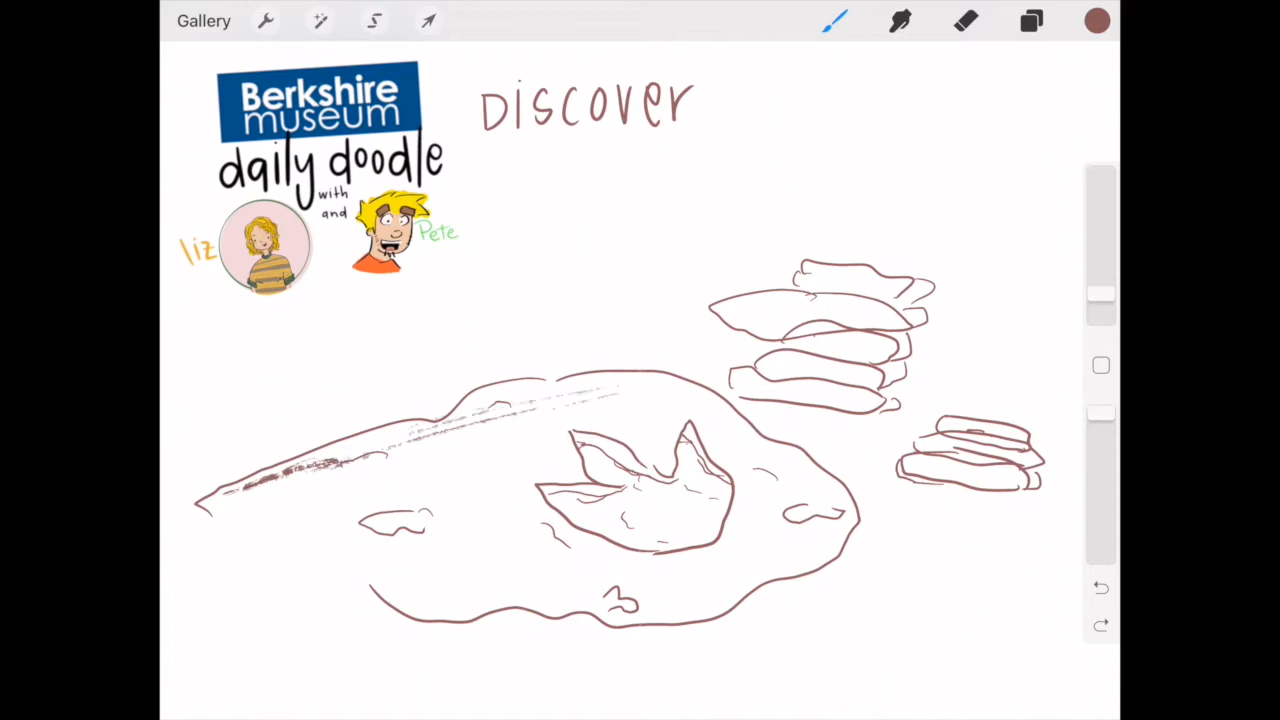 Gallery
Berkshire
museum
daily doodle
with
and
liz
Pete
DiscoVer